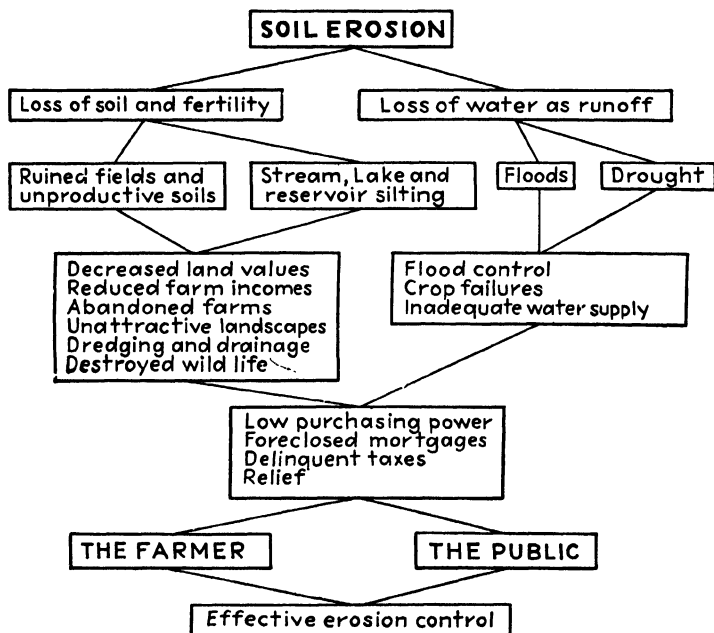 SOIL EROSION
Loss of soil and fertility
Loss of water as runoff
Ruined fields and
unproductive soils
Stream, Lake and
reservoir silting
Floods
Drought
Decreased land values
Reduced farm incomes
Abandoned farms
Unattractive landscapes
Dredging and drainage
Destroyed wild life
Flood control
Crop failures
Inadequate water supply
Low purchasing power
Foreclosed mortgages
Delinquent taxes
Relief
THE FARMER
THE PUBLIC
Effective erosion control